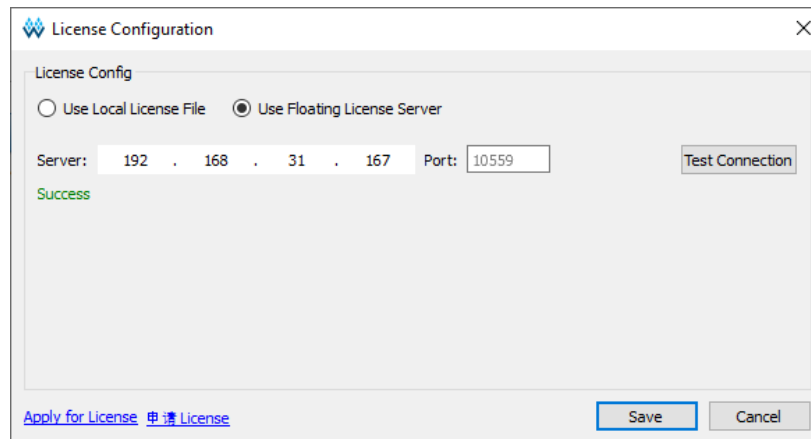 License Configuration
License Config
Use Local License File Use Floating License Server
Server: 192 . 168 . 31 . 167 Port: 10559 Test Connection
Success
Apply for License 申请 License Save Cancel